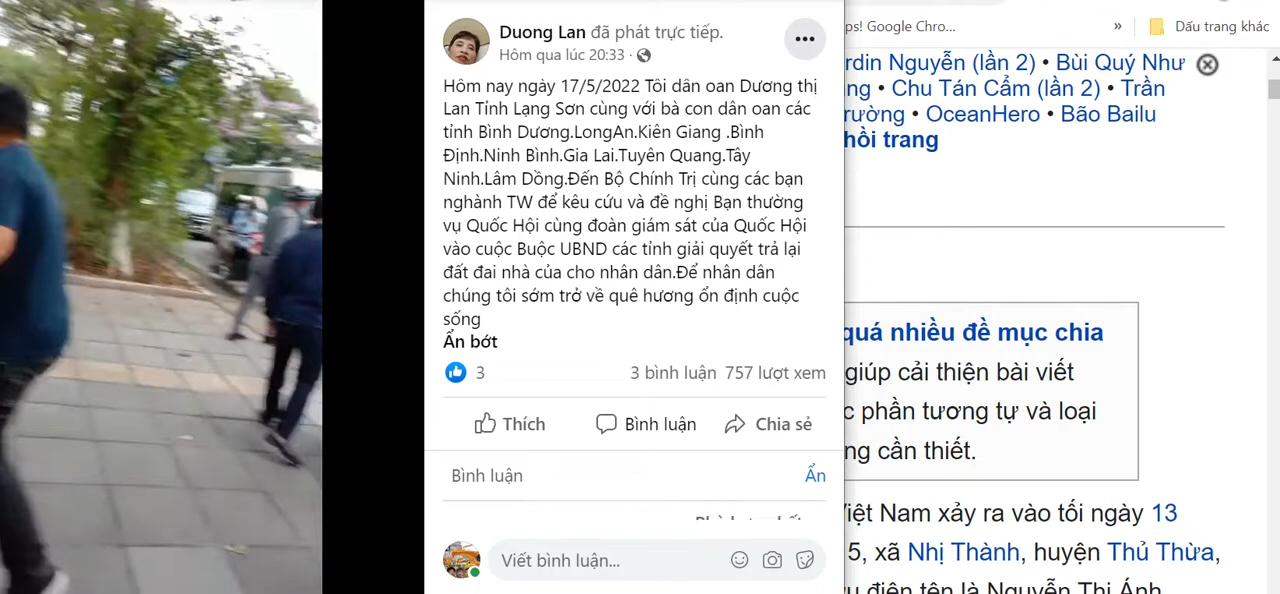 Duong Lan đã phát trực tiếp.
Hôm qua lúc 20:33 ·
Hôm nay ngày 17/5/2022 Tôi dân oan Dương thị
Lan Tỉnh Lạng Sơn cùng với bà con dân oan các
tỉnh Bình Dương.LongAn.Kiên Giang .Bình
Định.Ninh Bình.Gia Lai.Tuyên Quang.Tây
Ninh.Lâm Dồng.Đến Bộ Chính Trị cùng các bạn
nghành TW để kêu cứu và đề nghị Bạn thường
vụ Quốc Hội cùng đoàn giám sát của Quốc Hội
vào cuộc Buộc UBND các tỉnh giải quyết trả lại
đất đai nhà của cho nhân dân.Để nhân dân
chúng tôi sớm trở về quê hương ổn định cuộc
sống
Ẩn bớt
3
3 bình luận 757 lượt xem
Thích Bình luận Chia sẻ
Bình luận Ẩn
Viết bình luận...
ps! Google Chro... » Dấu trang khác
rdin Nguyễn (lần 2) • Bùi Quý Như
ng • Chu Tán Cẩm (lần 2) • Trần
rường • OceanHero • Bão Bailu
hồi trang
quá nhiều đề mục chia
giúp cải thiện bài viết
c phần tương tự và loại
ng cần thiết.
Việt Nam xảy ra vào tối ngày 13
5, xã Nhị Thành, huyện Thủ Thừa,
điện tên là Nguyễn Thị Ánh